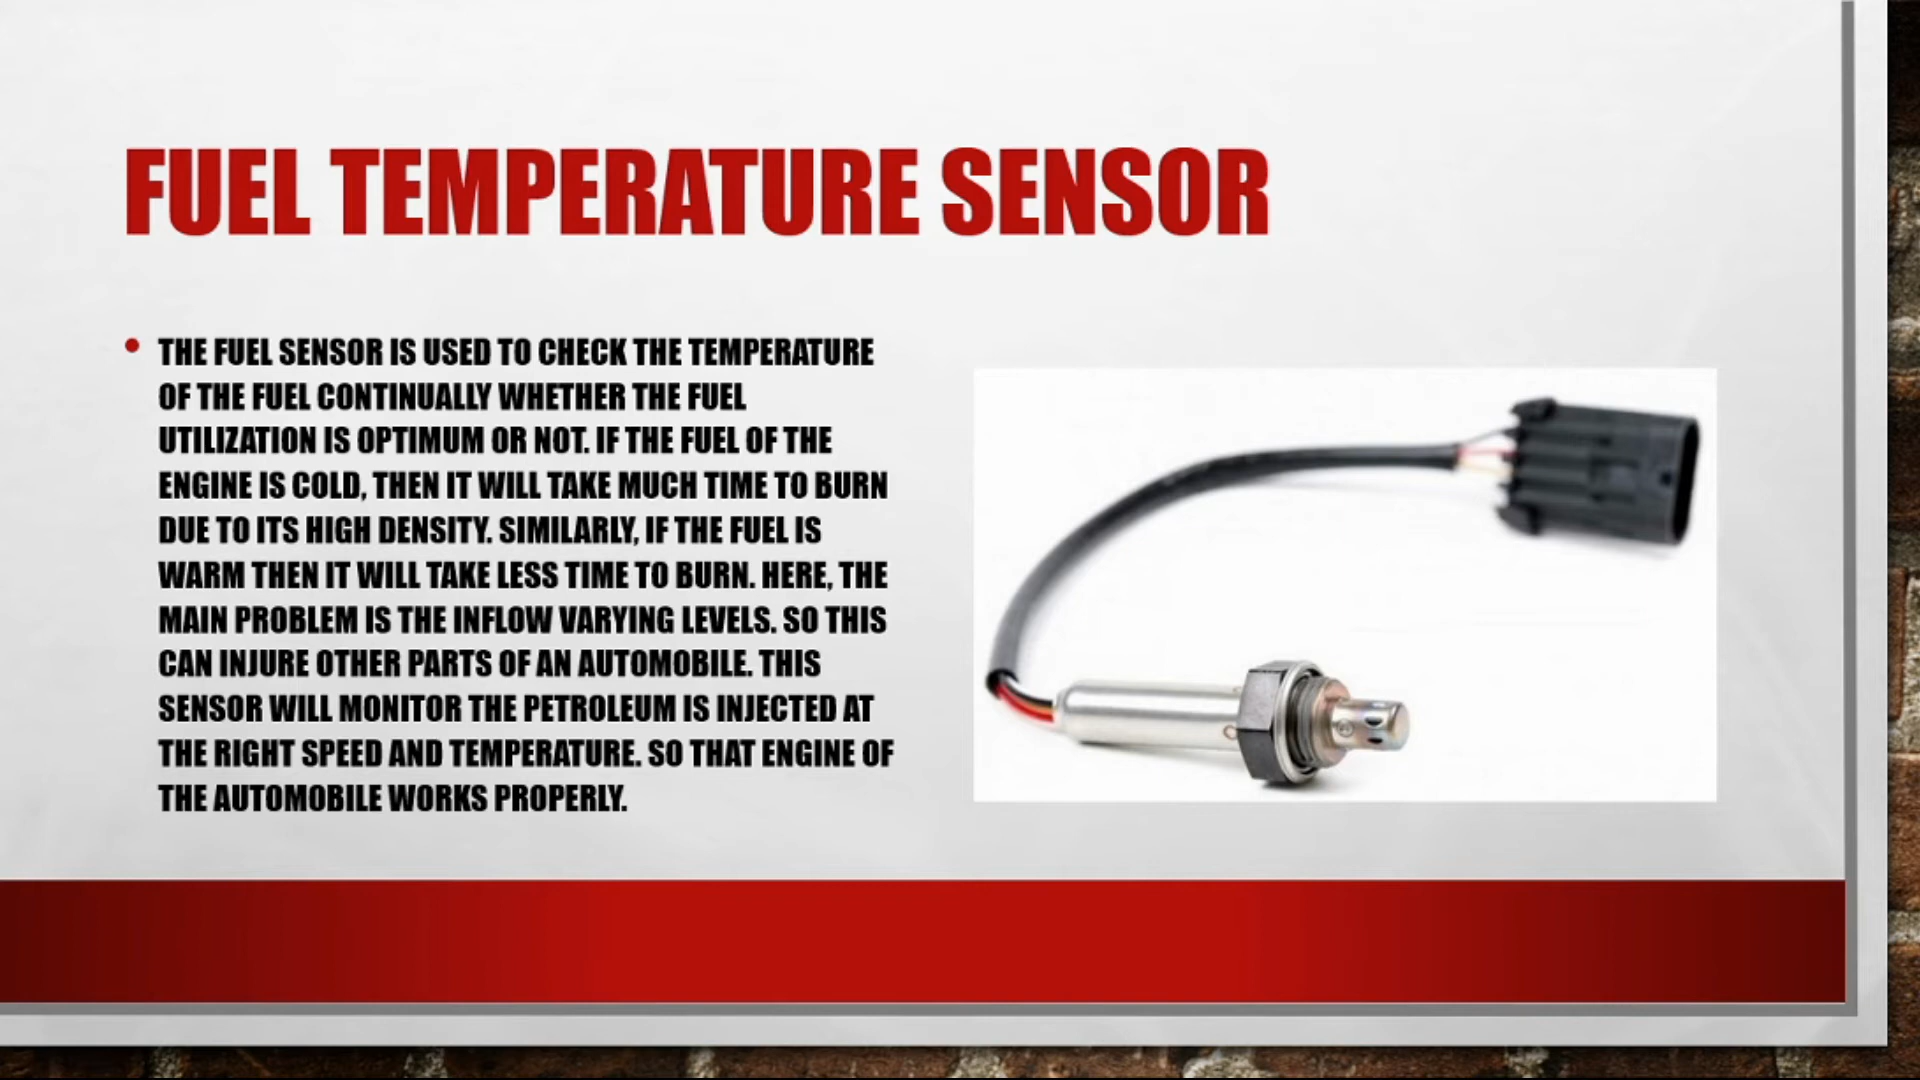 FUEL TEMPERATURE SENSOR
• THE FUEL SENSOR IS USED TO CHECK THE TEMPERATURE
OF THE FUEL CONTINUALLY WHETHER THE FUEL
UTILIZATION IS OPTIMUM OR NOT. IF THE FUEL OF THE
ENGINE IS COLD, THEN IT WILL TAKE MUCH TIME TO BURN
DUE TO ITS HIGH DENSITY. SIMILARLY, IF THE FUEL IS
WARM THEN IT WILL TAKE LESS TIME TO BURN. HERE, THE
MAIN PROBLEM IS THE INFLOW VARYING LEVELS. SO THIS
CAN INJURE OTHER PARTS OF AN AUTOMOBILE. THIS
SENSOR WILL MONITOR THE PETROLEUM IS INJECTED AT
THE RIGHT SPEED AND TEMPERATURE. SO THAT ENGINE OF
THE AUTOMOBILE WORKS PROPERLY.